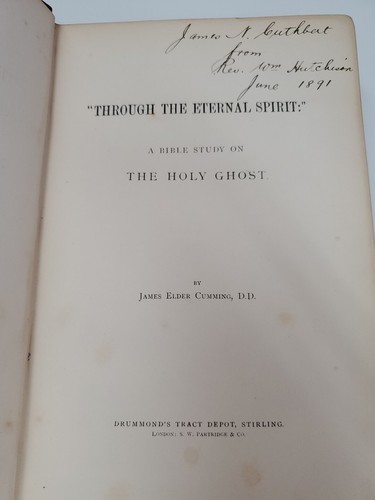 James N. Cuthbert
from
Rev. Wm Hutcheson
June 1891
"THROUGH THE ETERNAL SPIRIT:"
A BIBLE STUDY ON
THE HOLY GHOST.
BY
JAMES ELDER CUMMING, D.D.
DRUMMOND'S TRACT DEPOT, STIRLING.
LONDON: S. W. PARTRIDGE & CO.